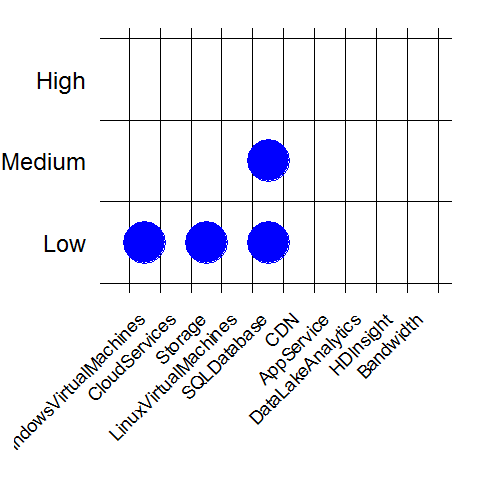 High
Medium
Low
ndowsVirtualMachines
CloudServices
Storage
LinuxVirtualMachines
SQLDatabase
CDN
AppService
DataLakeAnalytics
HDInsight
Bandwidth